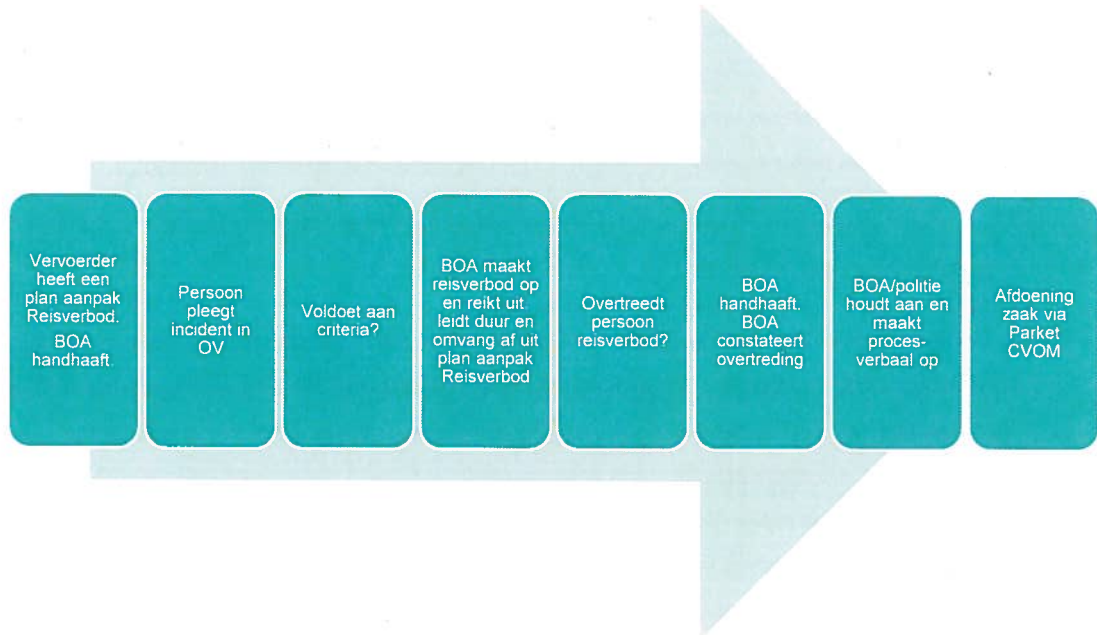 Vervoerder
heeft een
plan aanpak
Reisverbod.
BOA
handhaaft.
Persoon
pleegt
incident in
OV
Voldoet aan
criteria?
BOA maakt
reisverbod op
en reikt uit
leidt duur en
omvang af uit
plan aanpak
Reisverbod
Overtreedt
persoon
reisverbod?
BOA
handhaaft.
BOA
constateert
overtreding
BOA/politie
houdt aan en
maakt
proces-
verbaal op
Afdoening
zaak via
Parket
CVOM